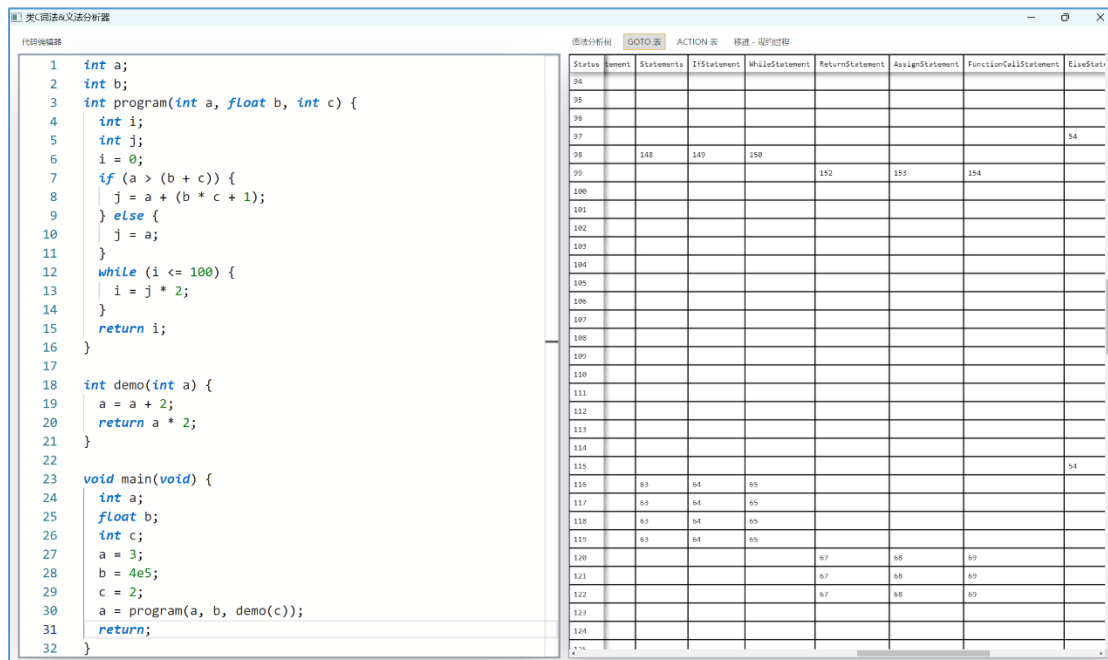 类C词法&文法分析器
代码编辑器
语法分析树 GOTO 表 ACTION 表 移进 - 规约过程
1 int a;
2 int b;
3 int program(int a, float b, int c) {
4 int i;
5 int j;
6 i = 0;
7 if (a > (b + c)) {
8 j = a + (b * c + 1);
9 } else {
10 j = a;
11 }
12 while (i <= 100) {
13 i = j * 2;
14 }
15 return i;
16 }
17
18 int demo(int a) {
19 a = a + 2;
20 return a * 2;
21 }
22
23 void main(void) {
24 int a;
25 float b;
26 int c;
27 a = 3;
28 b = 4e5;
29 c = 2;
30 a = program(a, b, demo(c));
31 return;
32 }
Status tement Statements IfStatement WhileStatement ReturnStatement AssignStatement FunctionCallStatement ElseState
94
95
96
97 54
98 148 149 150
99 152 153 154
100
101
102
103
104
105
106
107
108
109
110
111
112
113
114
115 54
116 63 64 65
117 63 64 65
118 63 64 65
119 63 64 65
120 67 68 69
121 67 68 69
122 67 68 69
123
124